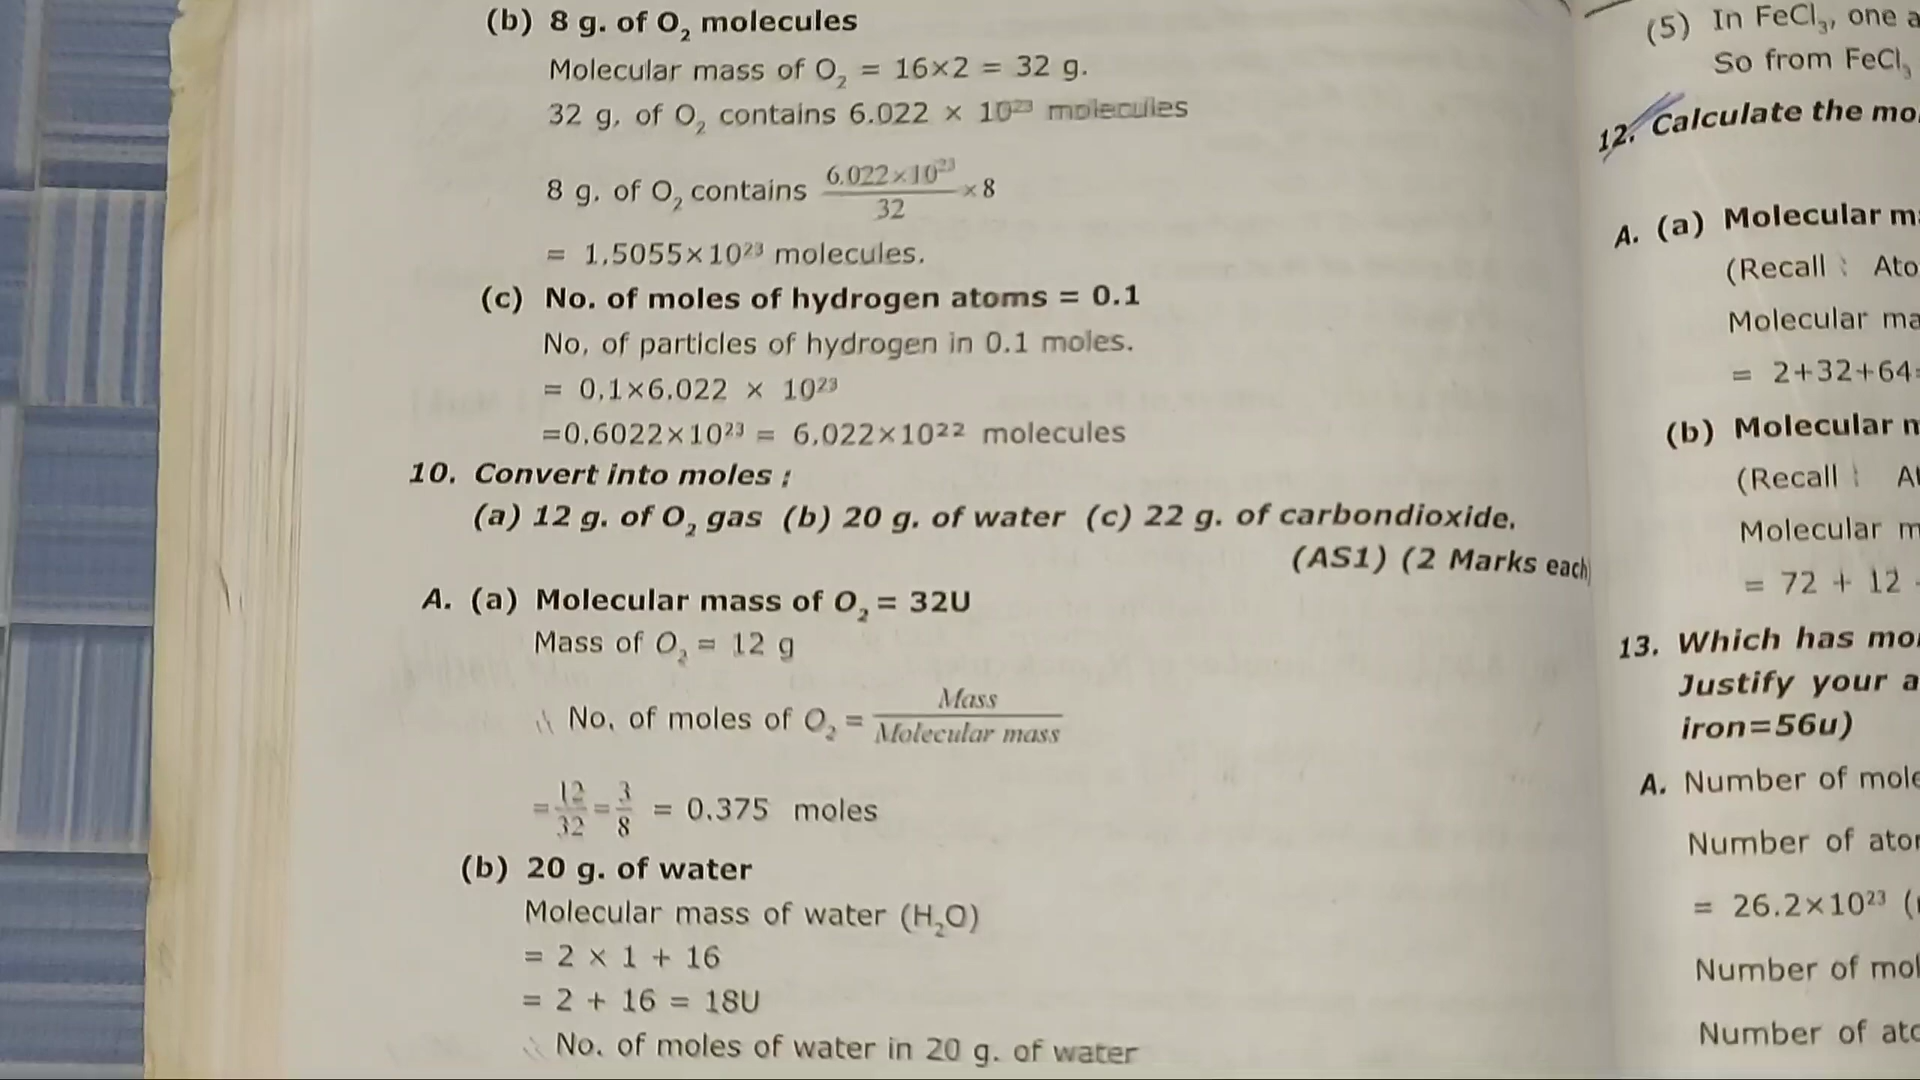 (b) 8 g. of O₂ molecules
Molecular mass of O₂ = 16×2 = 32 g.
32 g. of O₂ contains 6.022 × 10²³ molecules
8 g. of O₂ contains 6.022×10²³/32 ×8
= 1.5055×10²³ molecules.
(c) No. of moles of hydrogen atoms = 0.1
No. of particles of hydrogen in 0.1 moles.
= 0.1×6.022 × 10²³
=0.6022×10²³ = 6.022×10²² molecules
10. Convert into moles :
(a) 12 g. of O₂ gas (b) 20 g. of water (c) 22 g. of carbondioxide.
(AS1) (2 Marks each)
A. (a) Molecular mass of O₂ = 32U
Mass of O₂ = 12 g
No. of moles of O₂ = Mass/Molecular mass
= 12/32 = 3/8 = 0.375 moles
(b) 20 g. of water
Molecular mass of water (H₂O)
= 2 × 1 + 16
= 2 + 16 = 18U
No. of moles of water in 20 g. of water
(5) In FeCl₃, one
So from FeCl₃
12. Calculate the
A. (a) Molecular
(Recall : 
Molecular
= 2+32+64=
(b) Molecular
(Recall :
Molecular
= 72 + 12
13. Which has
Justify your
iron=56u)
A. Number of
Number of
= 26.2×10²³ (
Number of
Number of